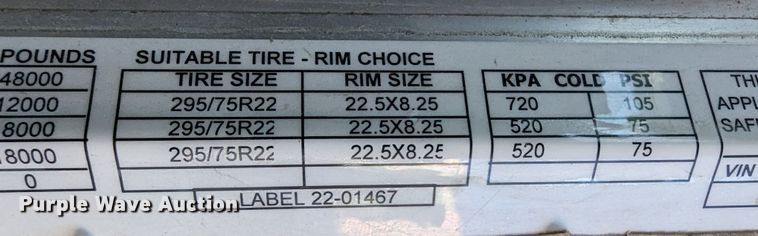 POUNDS SUITABLE TIRE - RIM CHOICE
48000 TIRE SIZE RIM SIZE KPA COLD PSI
12000 295/75R22 22.5X8.25 720 105 APPL
8000 295/75R22 22.5X8.25 520 75 SAF
8000 295/75R22 22.5X8.25 520 75
0 VIN
LABEL 22-01467
Purple Wave Auction